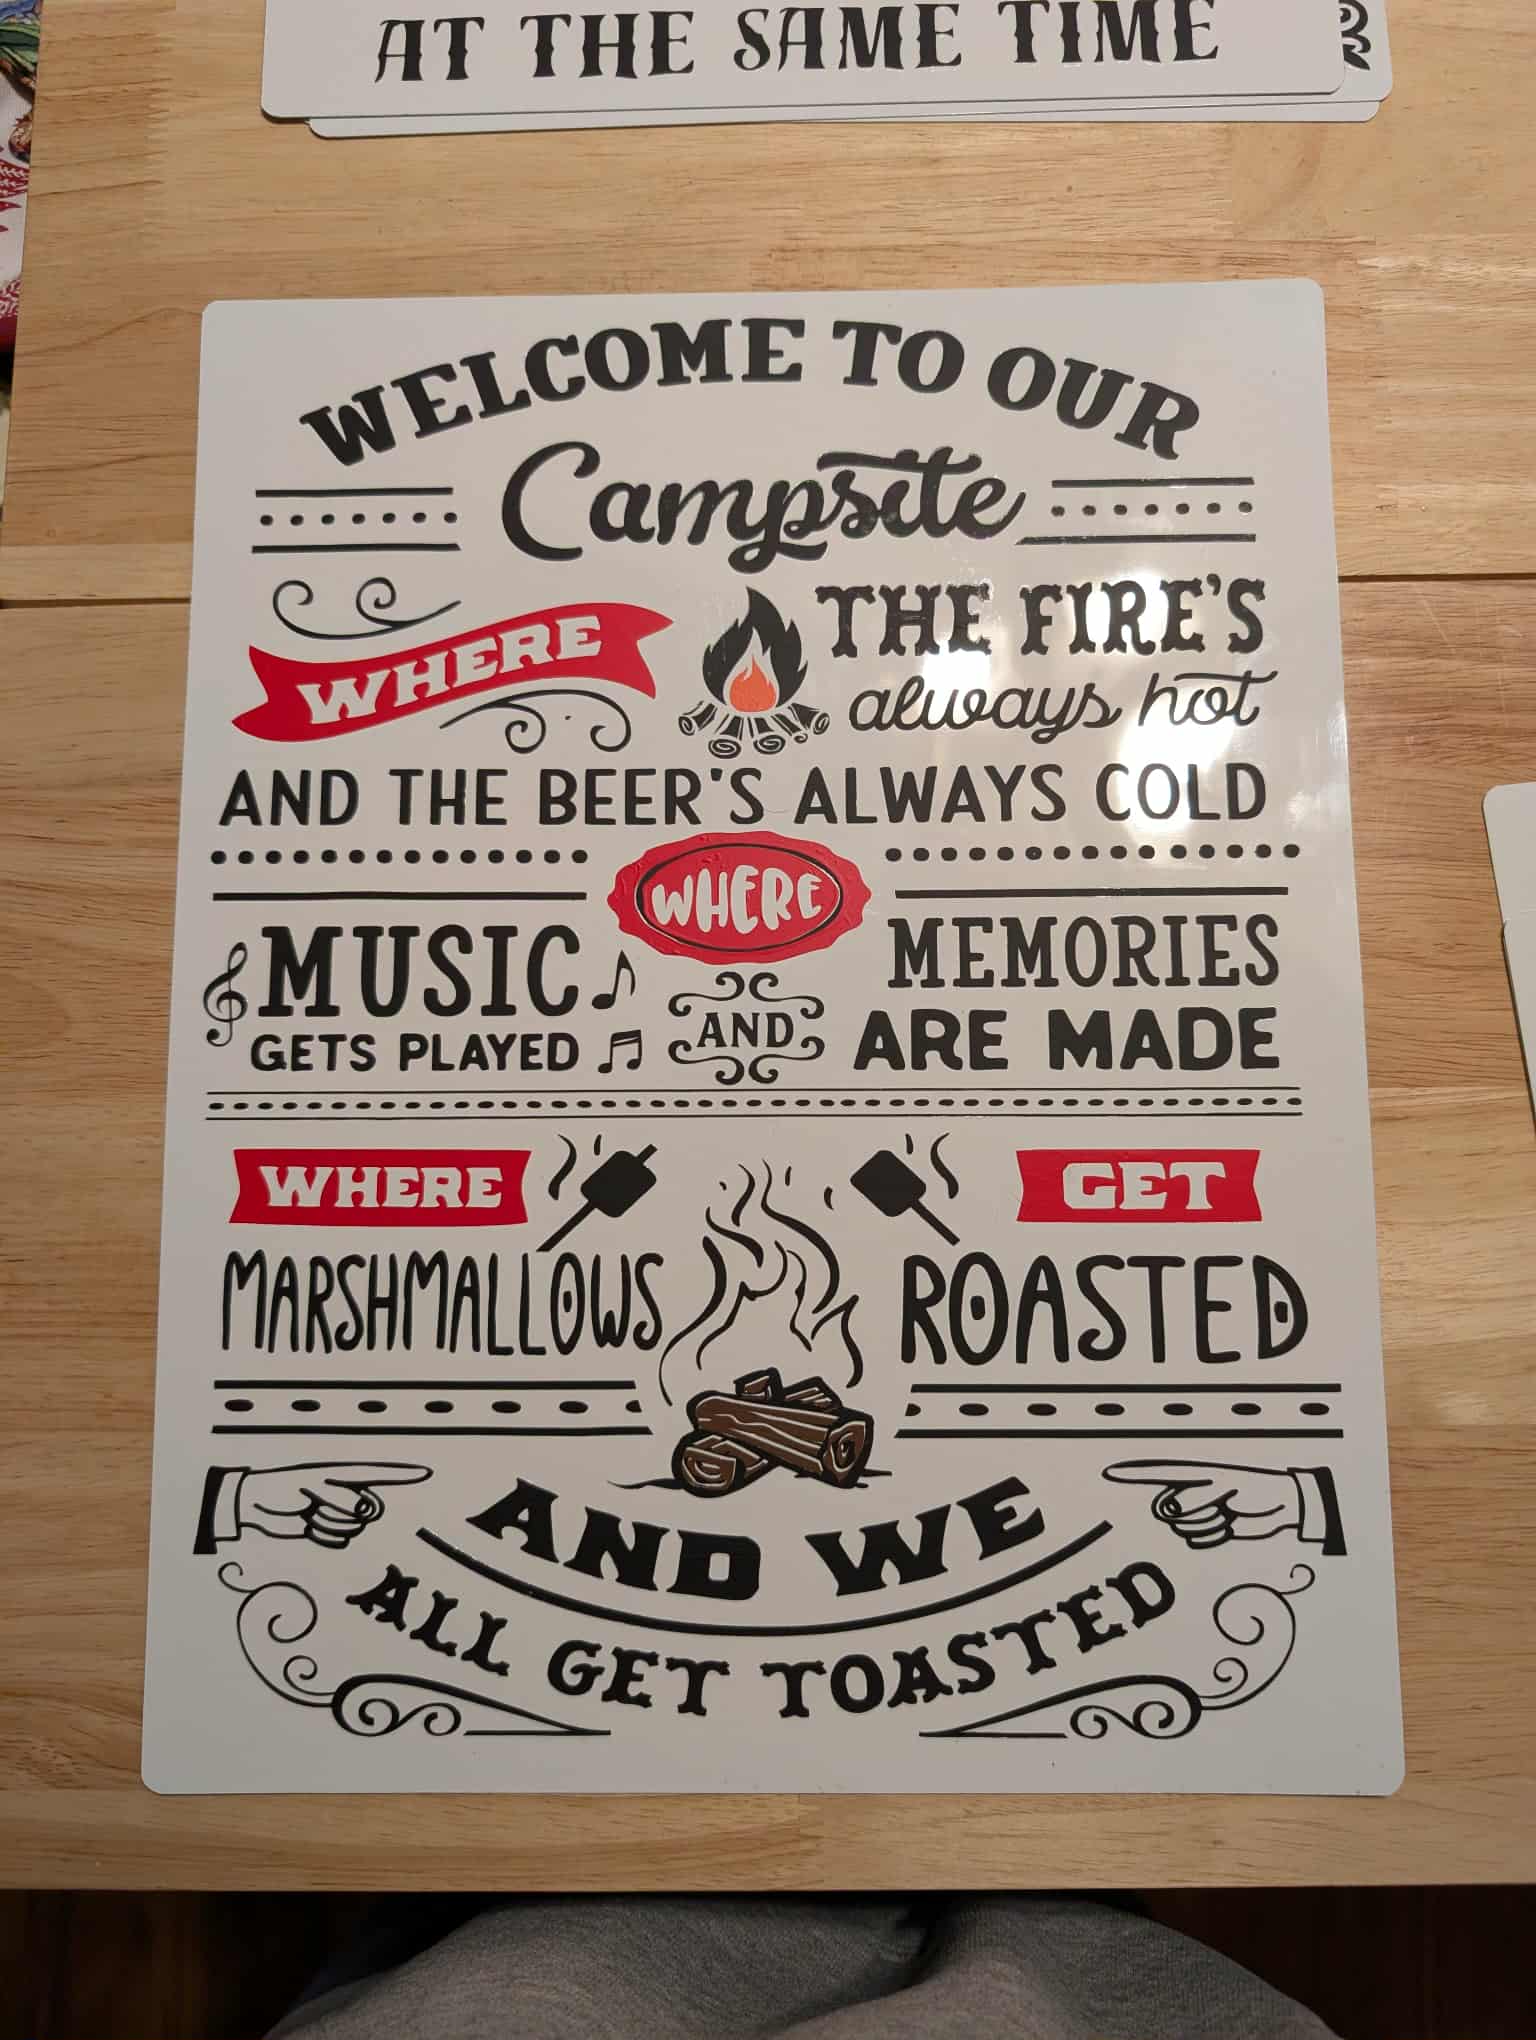 AT THE SAME TIME
WELCOME TO OUR
Campsite
WHERE
THE FIRE'S
always hot
AND THE BEER'S ALWAYS COLD
WHERE
MUSIC
GETS PLAYED
AND
MEMORIES
ARE MADE
WHERE
MARSHMALLOWS
GET
ROASTED
AND WE
ALL GET TOASTED